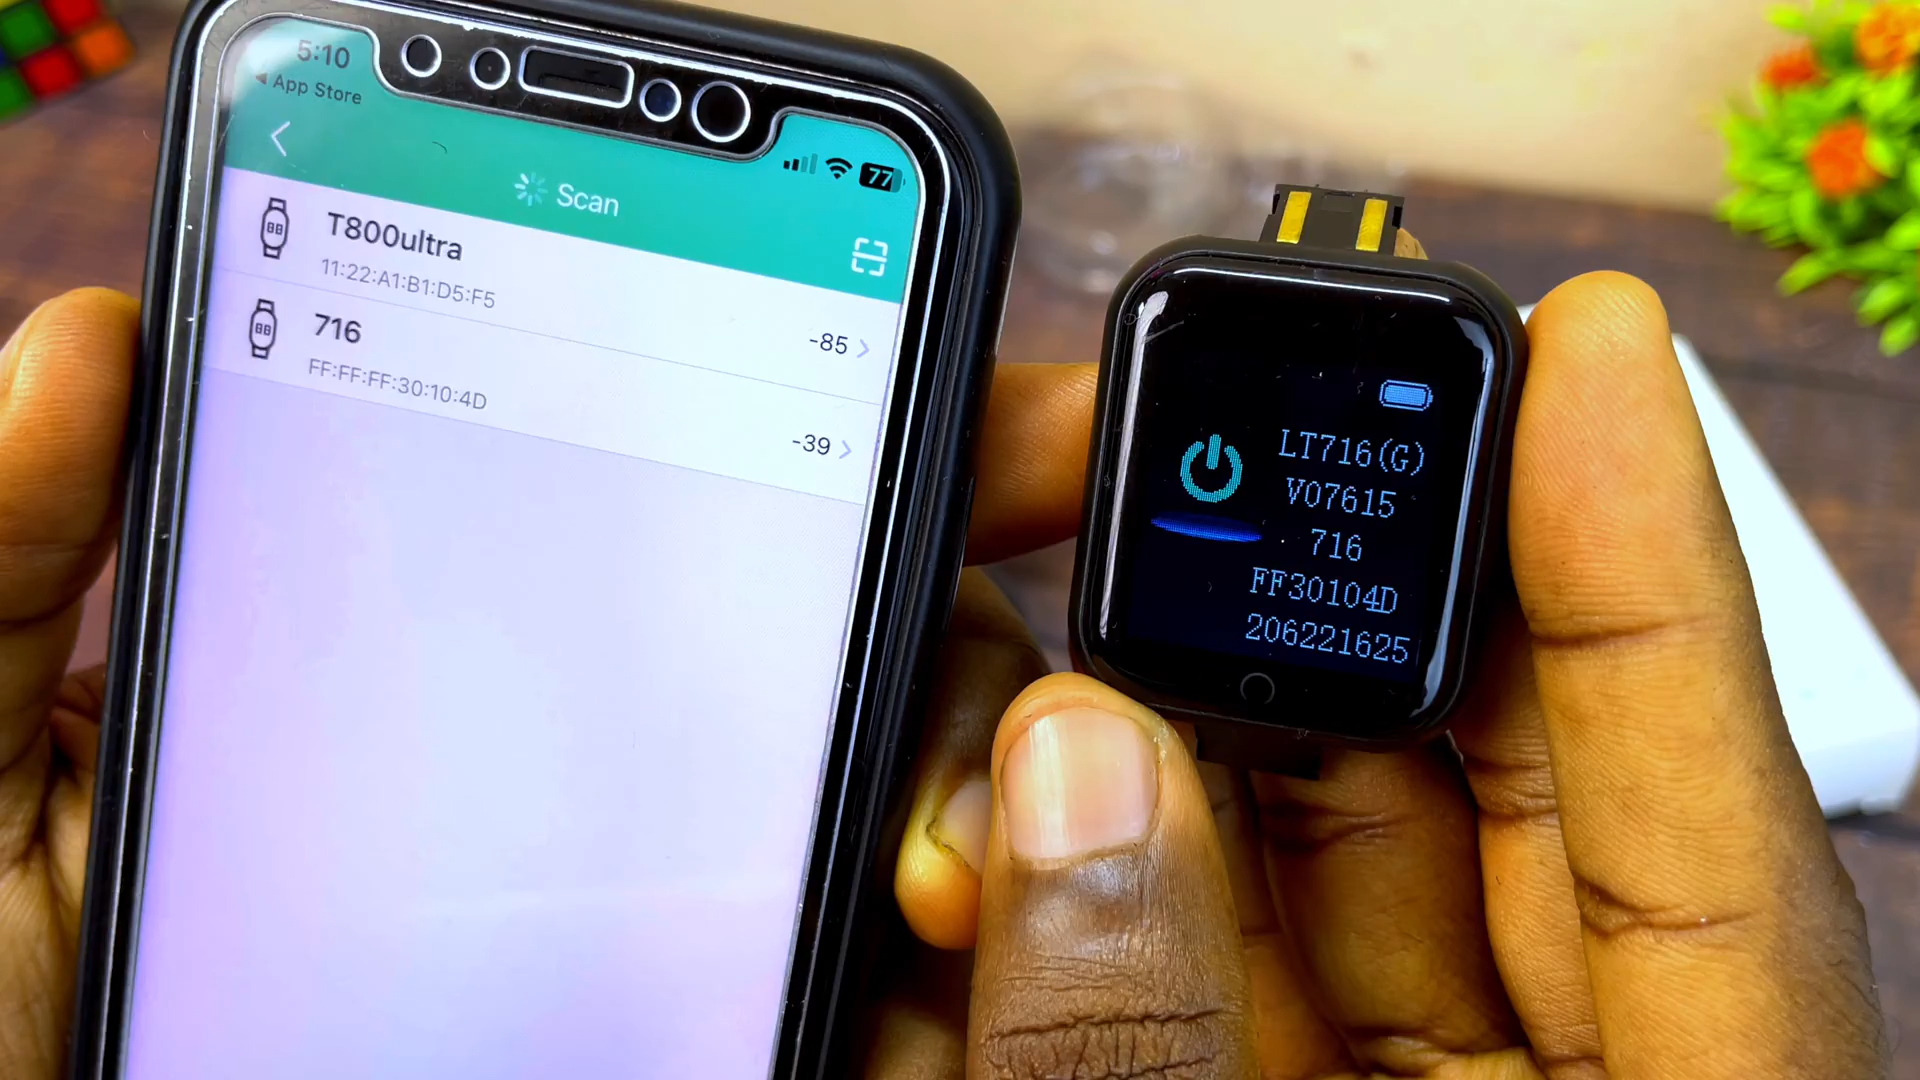 5:10
App Store
77
Scan
T800ultra
11:22:A1:B1:D5:F5
-85
716
FF:FF:FF:30:10:4D
-39
LT716(G)
V07615
716
FF30104D
206221625